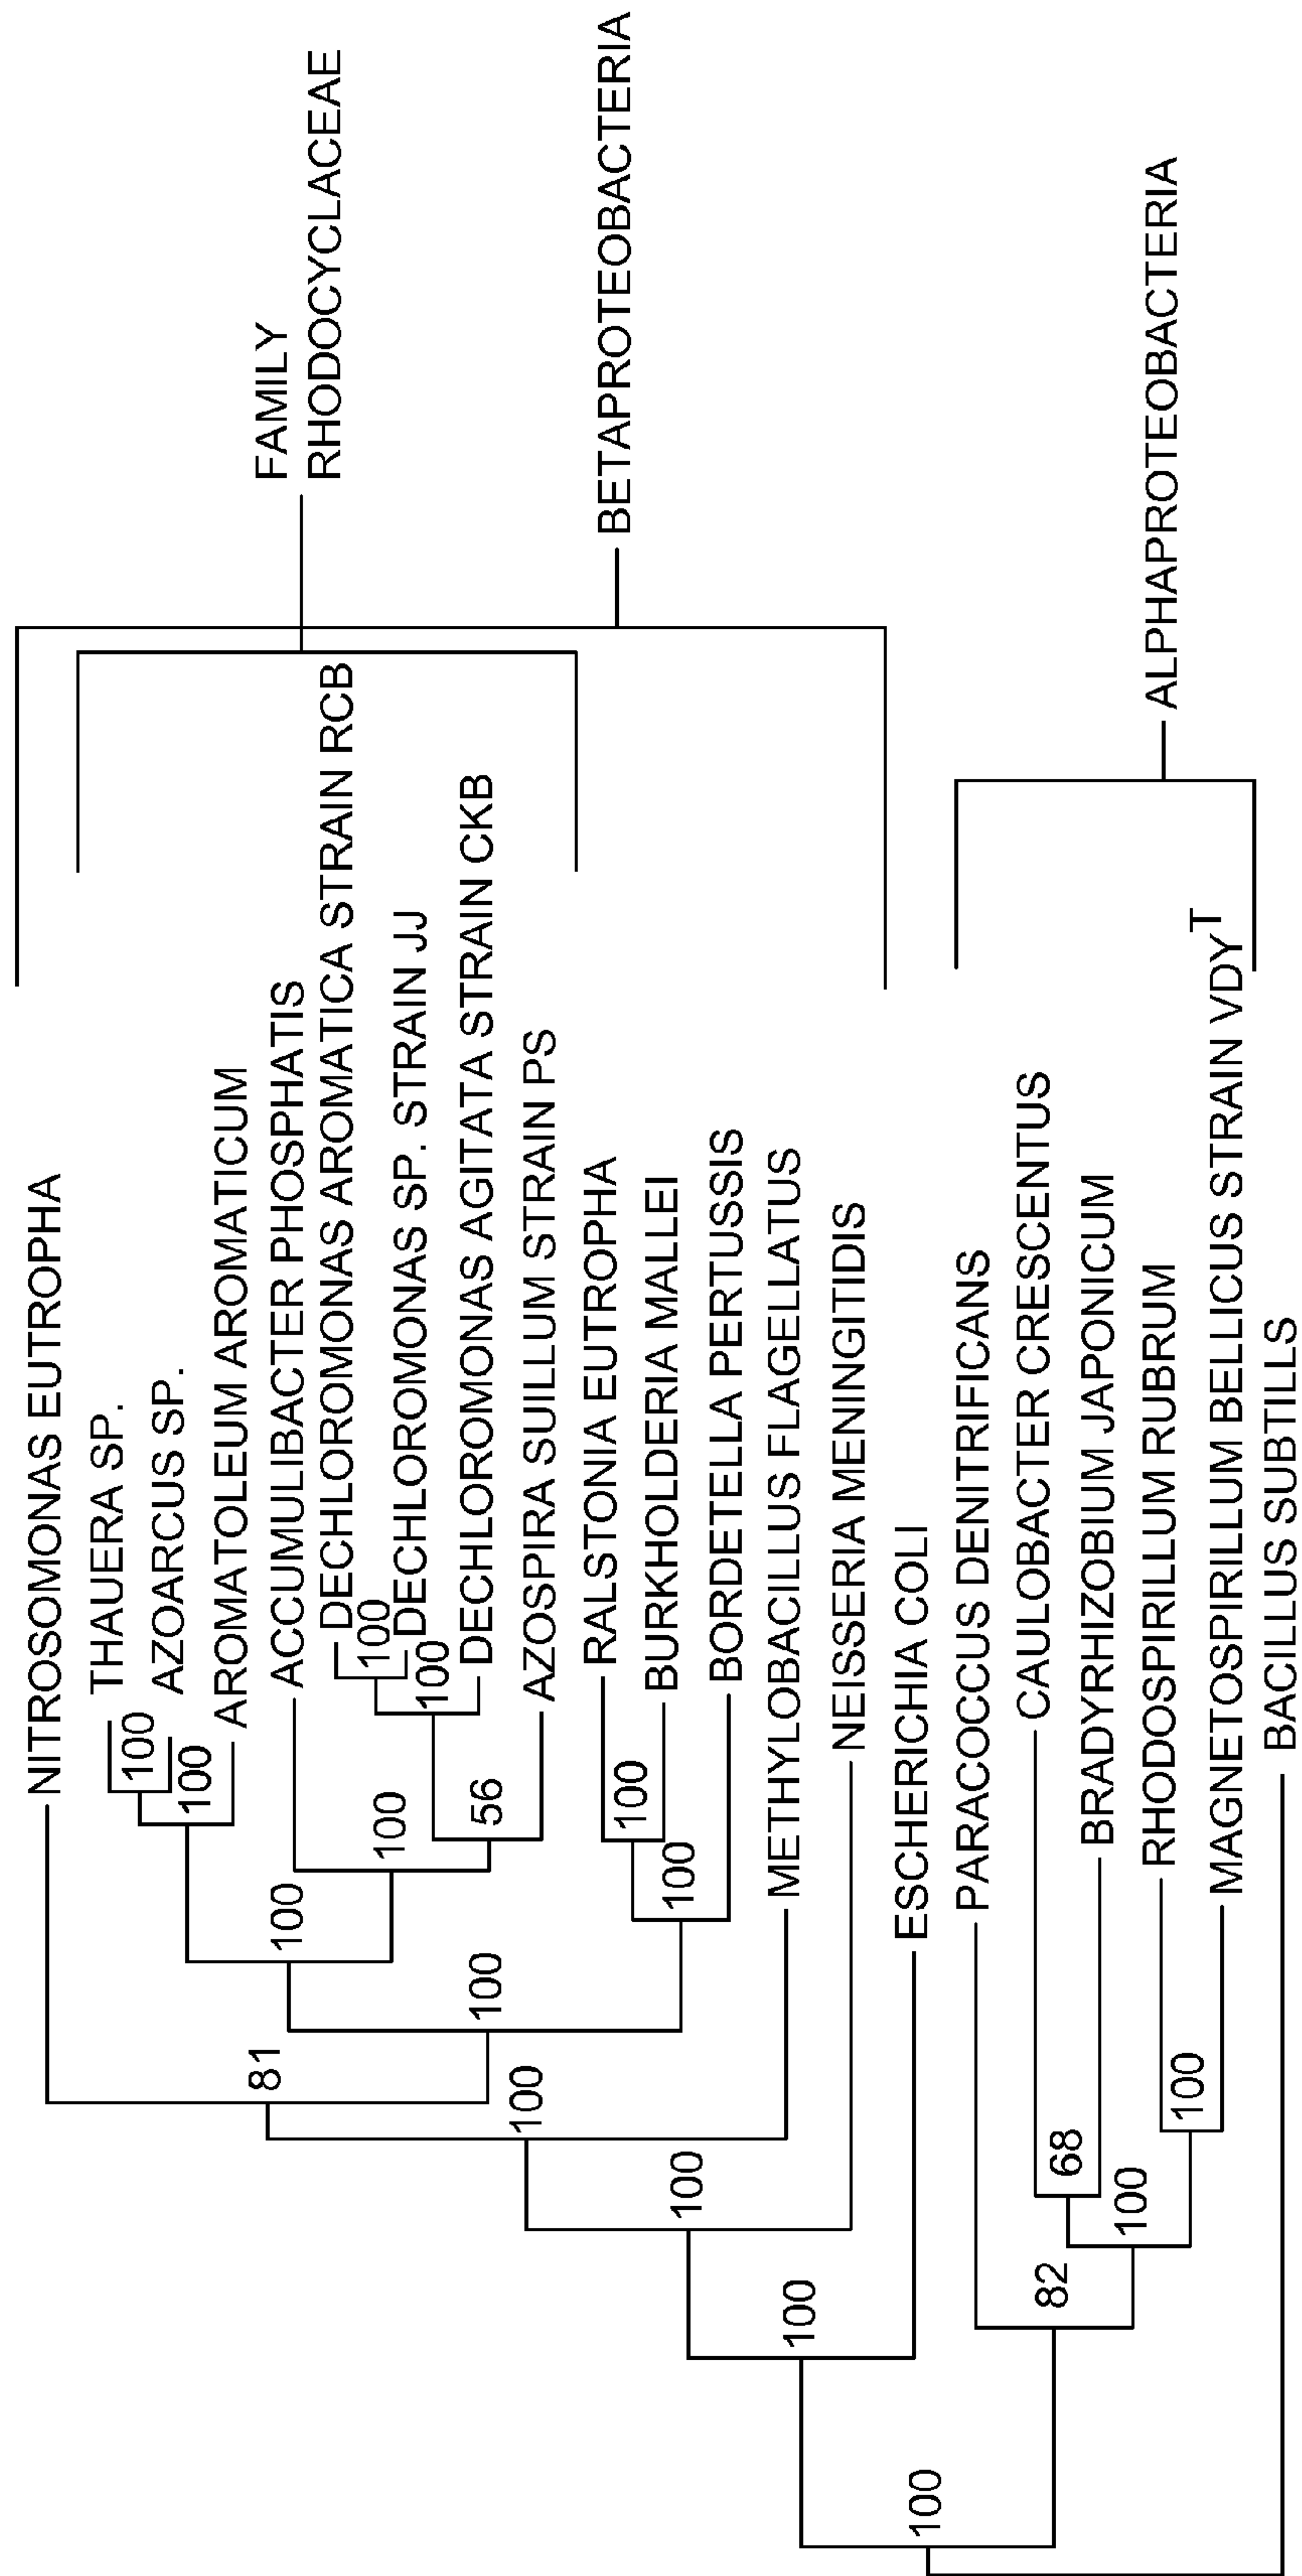 NITROSOMONAS EUTROPHA
THAUERA SP.
AZOARCUS SP.
AROMATOLEUM AROMATICUM
ACCUMULIBACTER PHOSPHATIS
DECHLOROMONAS AROMATICA STRAIN RCB
DECHLOROMONAS SP. STRAIN JJ
DECHLOROMONAS AGITATA STRAIN CKB
AZOSPIRA SUILLUM STRAIN PS
RALSTONIA EUTROPHA
BURKHOLDERIA MALLEI
BORDETELLA PERTUSSIS
METHYLOBACILLUS FLAGELLATUS
NEISSERIA MENINGITIDIS
ESCHERICHIA COLI
PARACOCCUS DENITRIFICANS
CAULOBACTER CRESCENTUS
BRADYRHIZOBIUM JAPONICUM
RHODOSPIRILLUM RUBRUM
MAGNETOSPIRILLUM BELLICUS STRAIN VDYT
BACILLUS SUBTILLS
100
100
100
100
100
56
100
100
100
100
81
100
100
100
68
100
100
82
100
FAMILY
RHODOCYCLACEAE
BETAPROTEOBACTERIA
ALPHAPROTEOBACTERIA